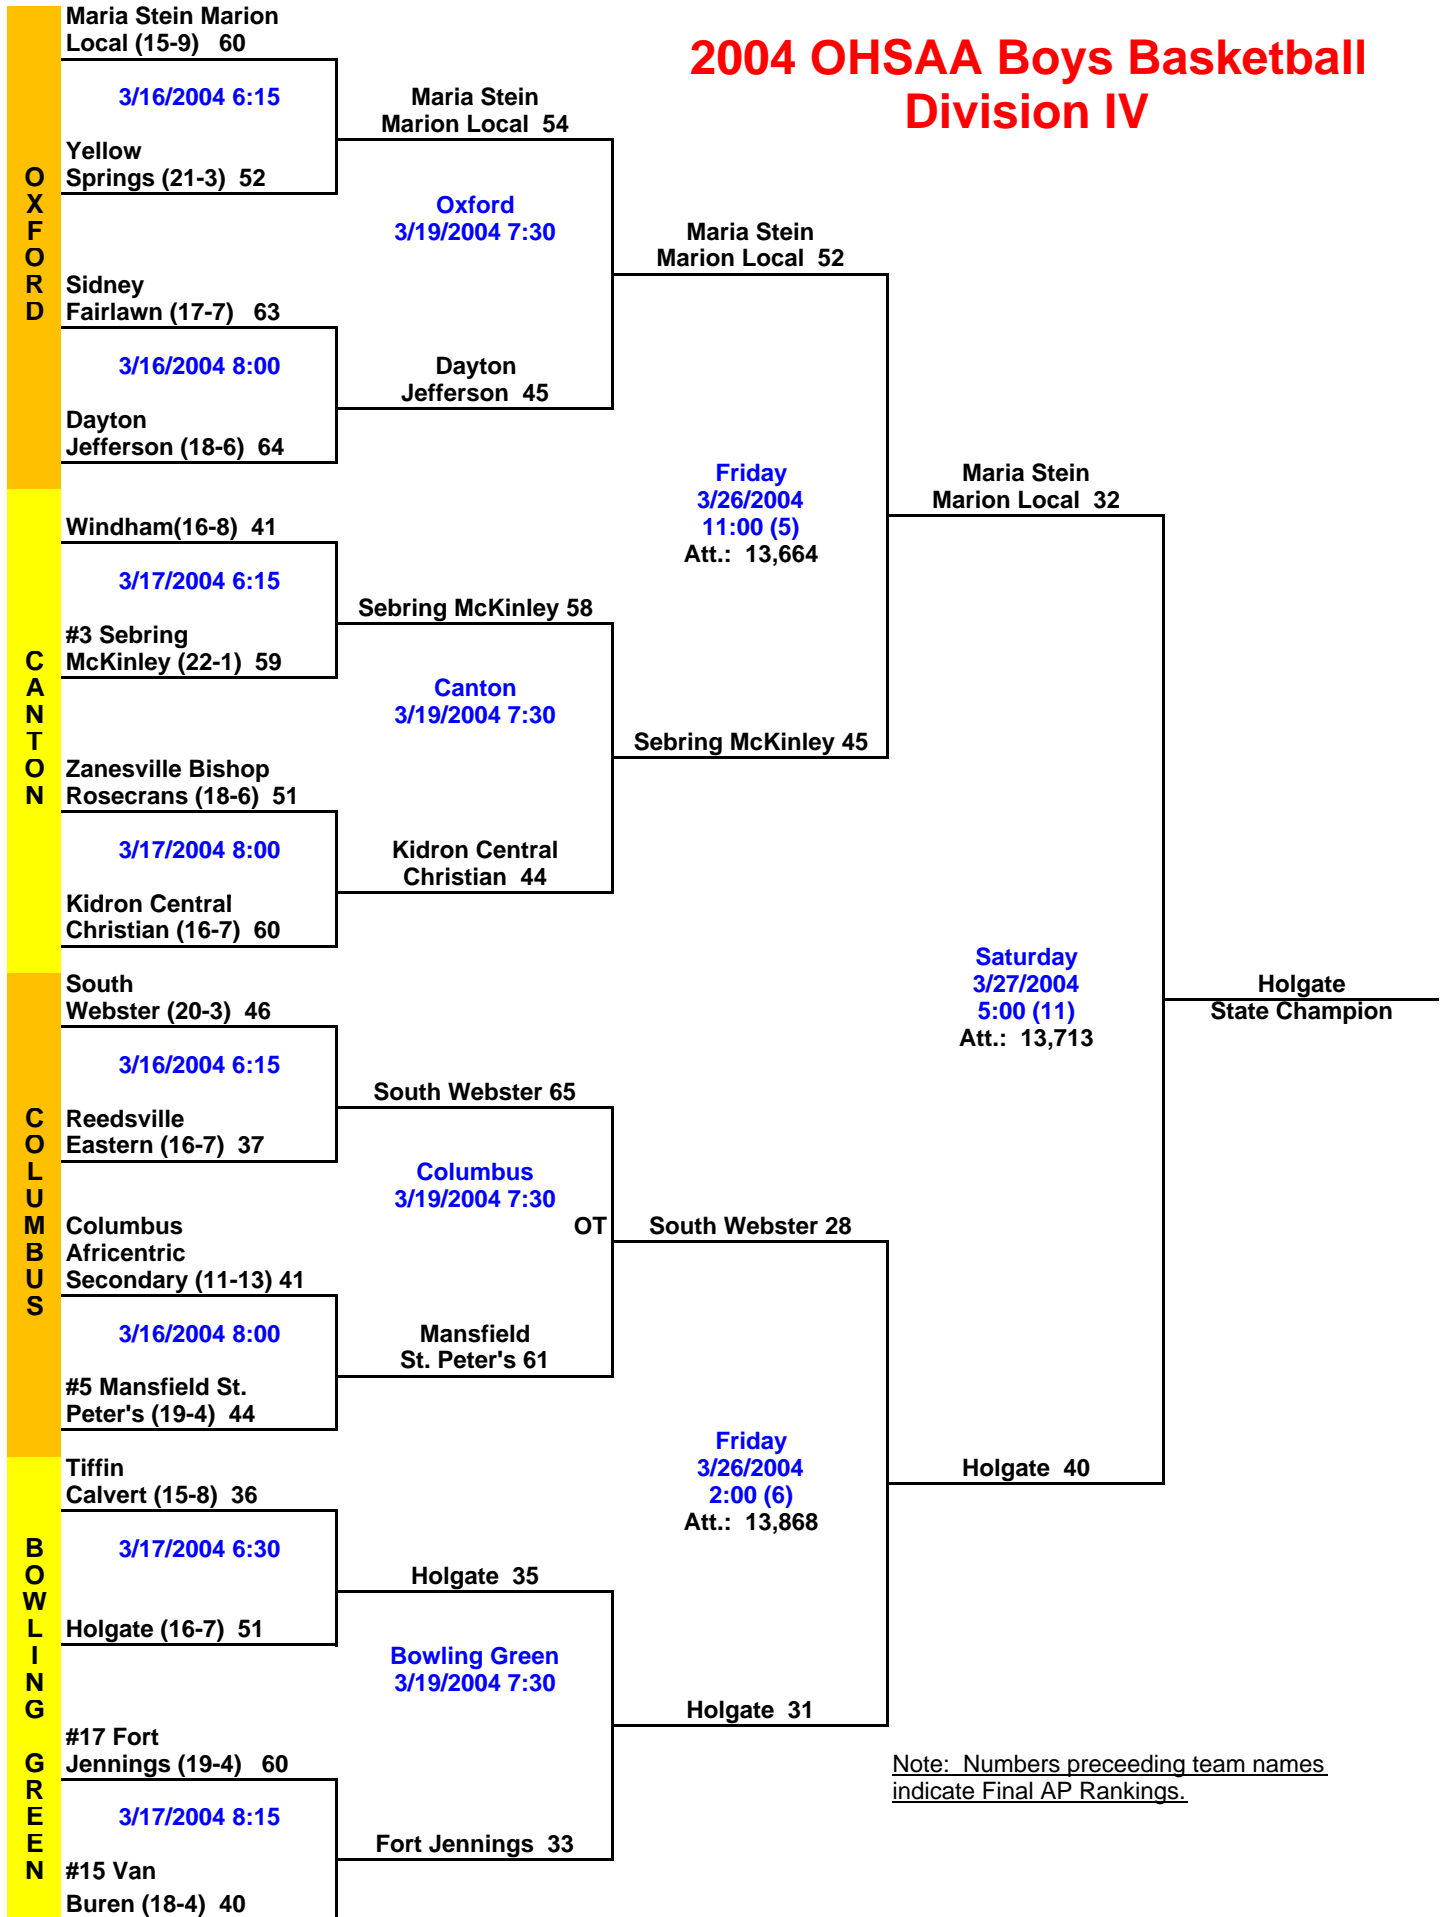 2004 OHSAA Boys Basketball
Division IV
OXFORD
Maria Stein Marion
Local (15-9) 60
3/16/2004 6:15
Yellow
Springs (21-3) 52
Sidney
Fairlawn (17-7) 63
3/16/2004 8:00
Dayton
Jefferson (18-6) 64
CANTON
Windham(16-8) 41
3/17/2004 6:15
#3 Sebring
McKinley (22-1) 59
Zanesville Bishop
Rosecrans (18-6) 51
3/17/2004 8:00
Kidron Central
Christian (16-7) 60
COLUMBUS
South
Webster (20-3) 46
3/16/2004 6:15
Reedsville
Eastern (16-7) 37
Columbus
Africentric
Secondary (11-13) 41
3/16/2004 8:00
#5 Mansfield St.
Peter's (19-4) 44
BOWLING GREEN
Tiffin
Calvert (15-8) 36
3/17/2004 6:30
Holgate (16-7) 51
#17 Fort
Jennings (19-4) 60
3/17/2004 8:15
#15 Van
Buren (18-4) 40
Maria Stein
Marion Local 54
Oxford
3/19/2004 7:30
Dayton
Jefferson 45
Sebring McKinley 58
Canton
3/19/2004 7:30
Kidron Central
Christian 44
South Webster 65
Columbus
3/19/2004 7:30
OT
Mansfield
St. Peter's 61
Holgate 35
Bowling Green
3/19/2004 7:30
Fort Jennings 33
Maria Stein
Marion Local 52
Friday
3/26/2004
11:00 (5)
Att.: 13,664
Sebring McKinley 45
South Webster 28
Friday
3/26/2004
2:00 (6)
Att.: 13,868
Holgate 31
Maria Stein
Marion Local 32
Saturday
3/27/2004
5:00 (11)
Att.: 13,713
Holgate 40
Holgate
State Champion
Note: Numbers preceeding team names
indicate Final AP Rankings.